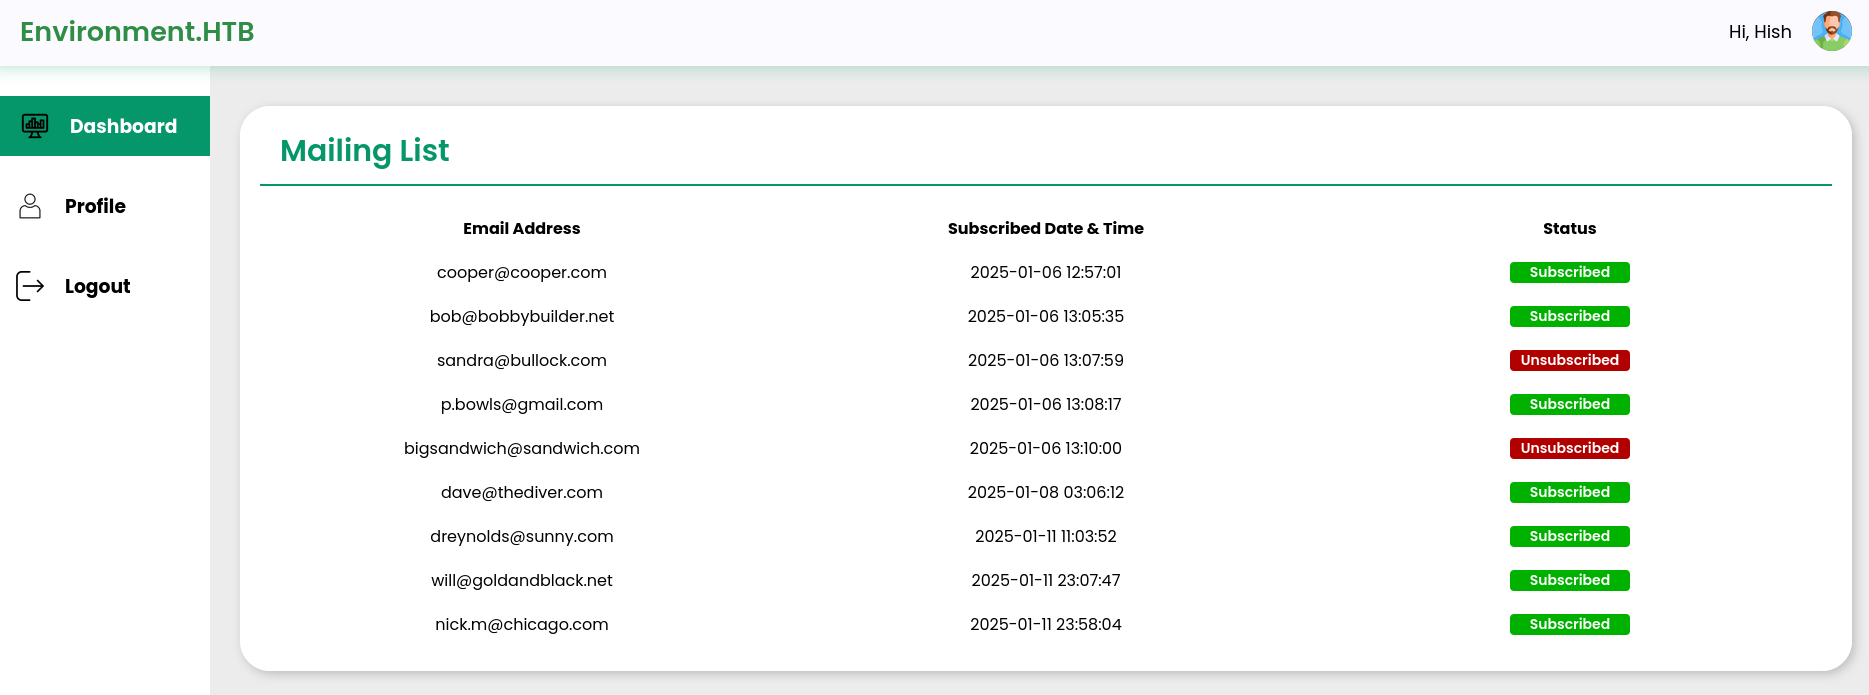 Environment.HTB
Hi, Hish
Dashboard
Profile
Logout
Mailing List
Email Address Subscribed Date & Time Status
cooper@cooper.com 2025-01-06 12:57:01 Subscribed
bob@bobbybuilder.net 2025-01-06 13:05:35 Subscribed
sandra@bullock.com 2025-01-06 13:07:59 Unsubscribed
p.bowls@gmail.com 2025-01-06 13:08:17 Subscribed
bigsandwich@sandwich.com 2025-01-06 13:10:00 Unsubscribed
dave@thediver.com 2025-01-08 03:06:12 Subscribed
dreynolds@sunny.com 2025-01-11 11:03:52 Subscribed
will@goldandblack.net 2025-01-11 23:07:47 Subscribed
nick.m@chicago.com 2025-01-11 23:58:04 Subscribed